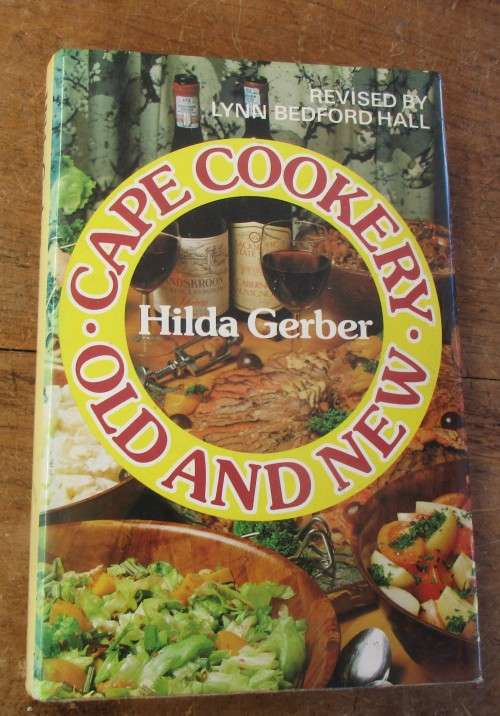 REVISED BY
LYNN BEDFORD HALL
CAPE COOKERY
Hilda Gerber
OLD AND NEW